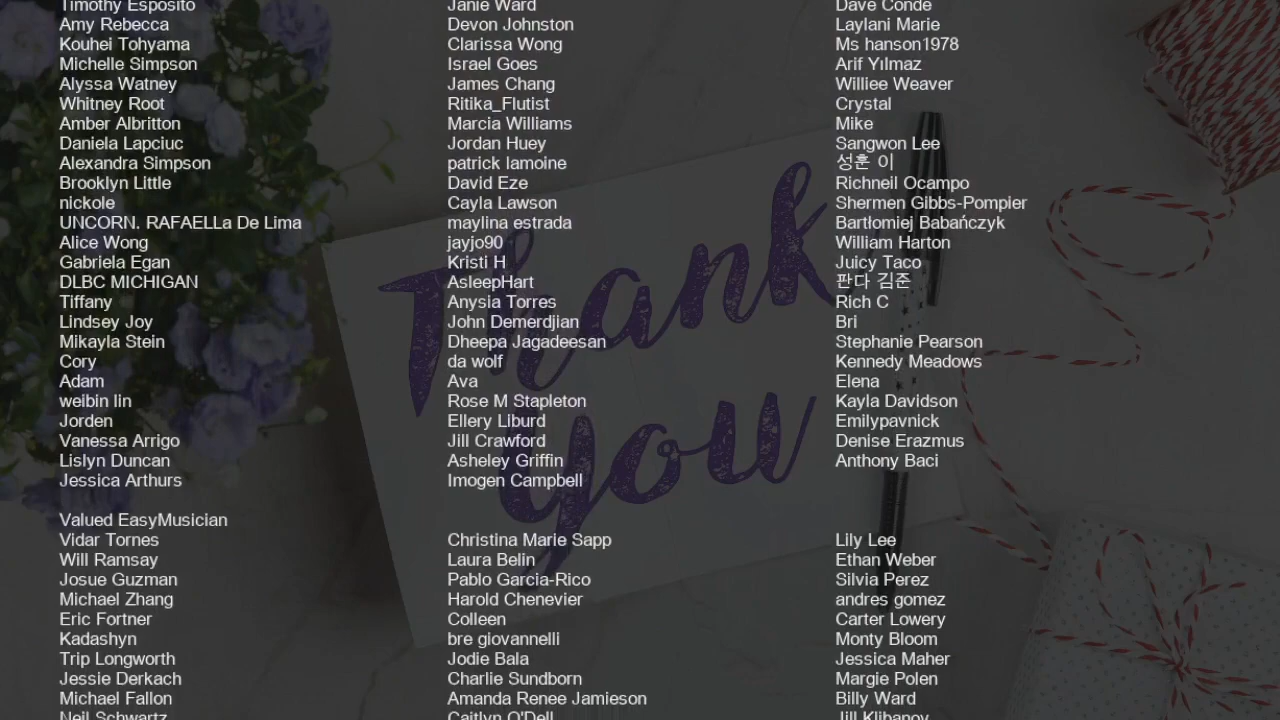 Timothy Esposito
Amy Rebecca
Kouhei Tohyama
Michelle Simpson
Alyssa Watney
Whitney Root
Amber Albritton
Daniela Lapciuc
Alexandra Simpson
Brooklyn Little
nickole
UNCORN. RAFAELLa De Lima
Alice Wong
Gabriela Egan
DLBC MICHIGAN
Tiffany
Lindsey Joy
Mikayla Stein
Cory
Adam
weibin lin
Jorden
Vanessa Arrigo
Lislyn Duncan
Jessica Arthurs
Janie Ward
Devon Johnston
Clarissa Wong
Israel Goes
James Chang
Ritika_Flutist
Marcia Williams
Jordan Huey
patrick lamoine
David Eze
Cayla Lawson
maylina estrada
jayjo90
Kristi H
AsleepHart
Anysia Torres
John Demerdjian
Dheepa Jagadeesan
da wolf
Ava
Rose M Stapleton
Ellery Liburd
Jill Crawford
Asheley Griffin
Imogen Campbell
Dave Conde
Laylani Marie
Ms hanson1978
Arif Yılmaz
Williee Weaver
Crystal
Mike
Sangwon Lee
성훈 이
Richneil Ocampo
Shermen Gibbs-Pompier
Bartłomiej Babańczyk
William Harton
Juicy Taco
판다 김준
Rich C
Bri
Stephanie Pearson
Kennedy Meadows
Elena
Kayla Davidson
Emilypavnick
Denise Erazmus
Anthony Baci
Thank
you
Valued EasyMusician
Vidar Tornes
Will Ramsay
Josue Guzman
Michael Zhang
Eric Fortner
Kadashyn
Trip Longworth
Jessie Derkach
Michael Fallon
Neil Schwartz
Christina Marie Sapp
Laura Belin
Pablo Garcia-Rico
Harold Chenevier
Colleen
bre giovannelli
Jodie Bala
Charlie Sundborn
Amanda Renee Jamieson
Caitlyn O'Dell
Lily Lee
Ethan Weber
Silvia Perez
andres gomez
Carter Lowery
Monty Bloom
Jessica Maher
Margie Polen
Billy Ward
Jill Klibanov